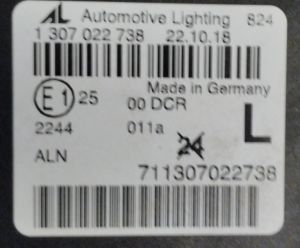 AL Automotive Lighting 824
1 307 022 738 22.10.18
Made in Germany
E1 25 00 DCR
2244 011a L
ALN 24
711307022738